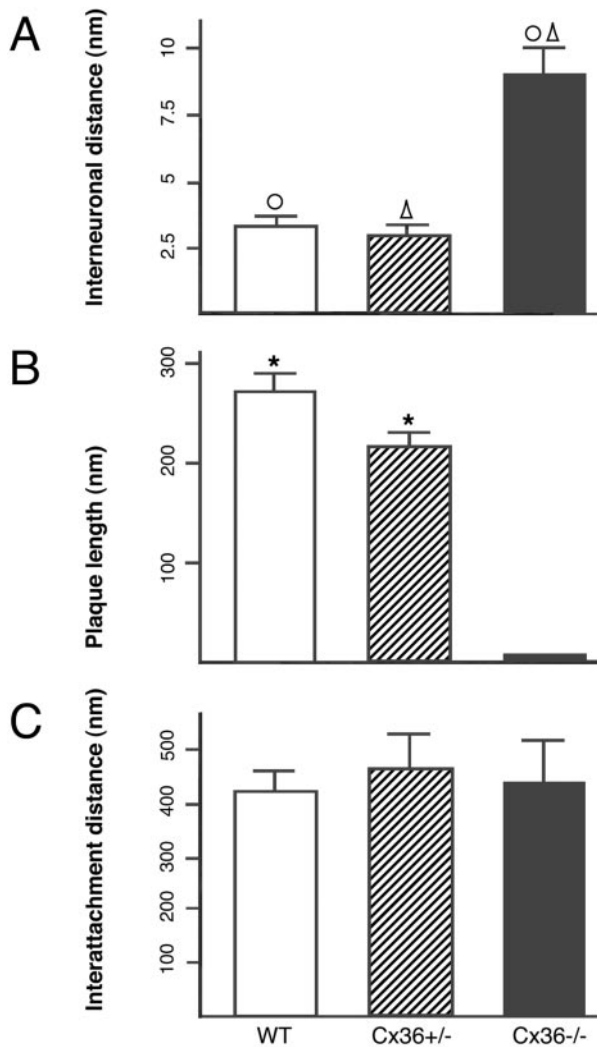 A
Interneuronal distance (nm)
10
7.5
5
2.5
○
Δ
○ Δ
B
Plaque length (nm)
300
200
100
*
*
C
Interattachment distance (nm)
500
400
300
200
100
WT
Cx36+/-
Cx36-/-